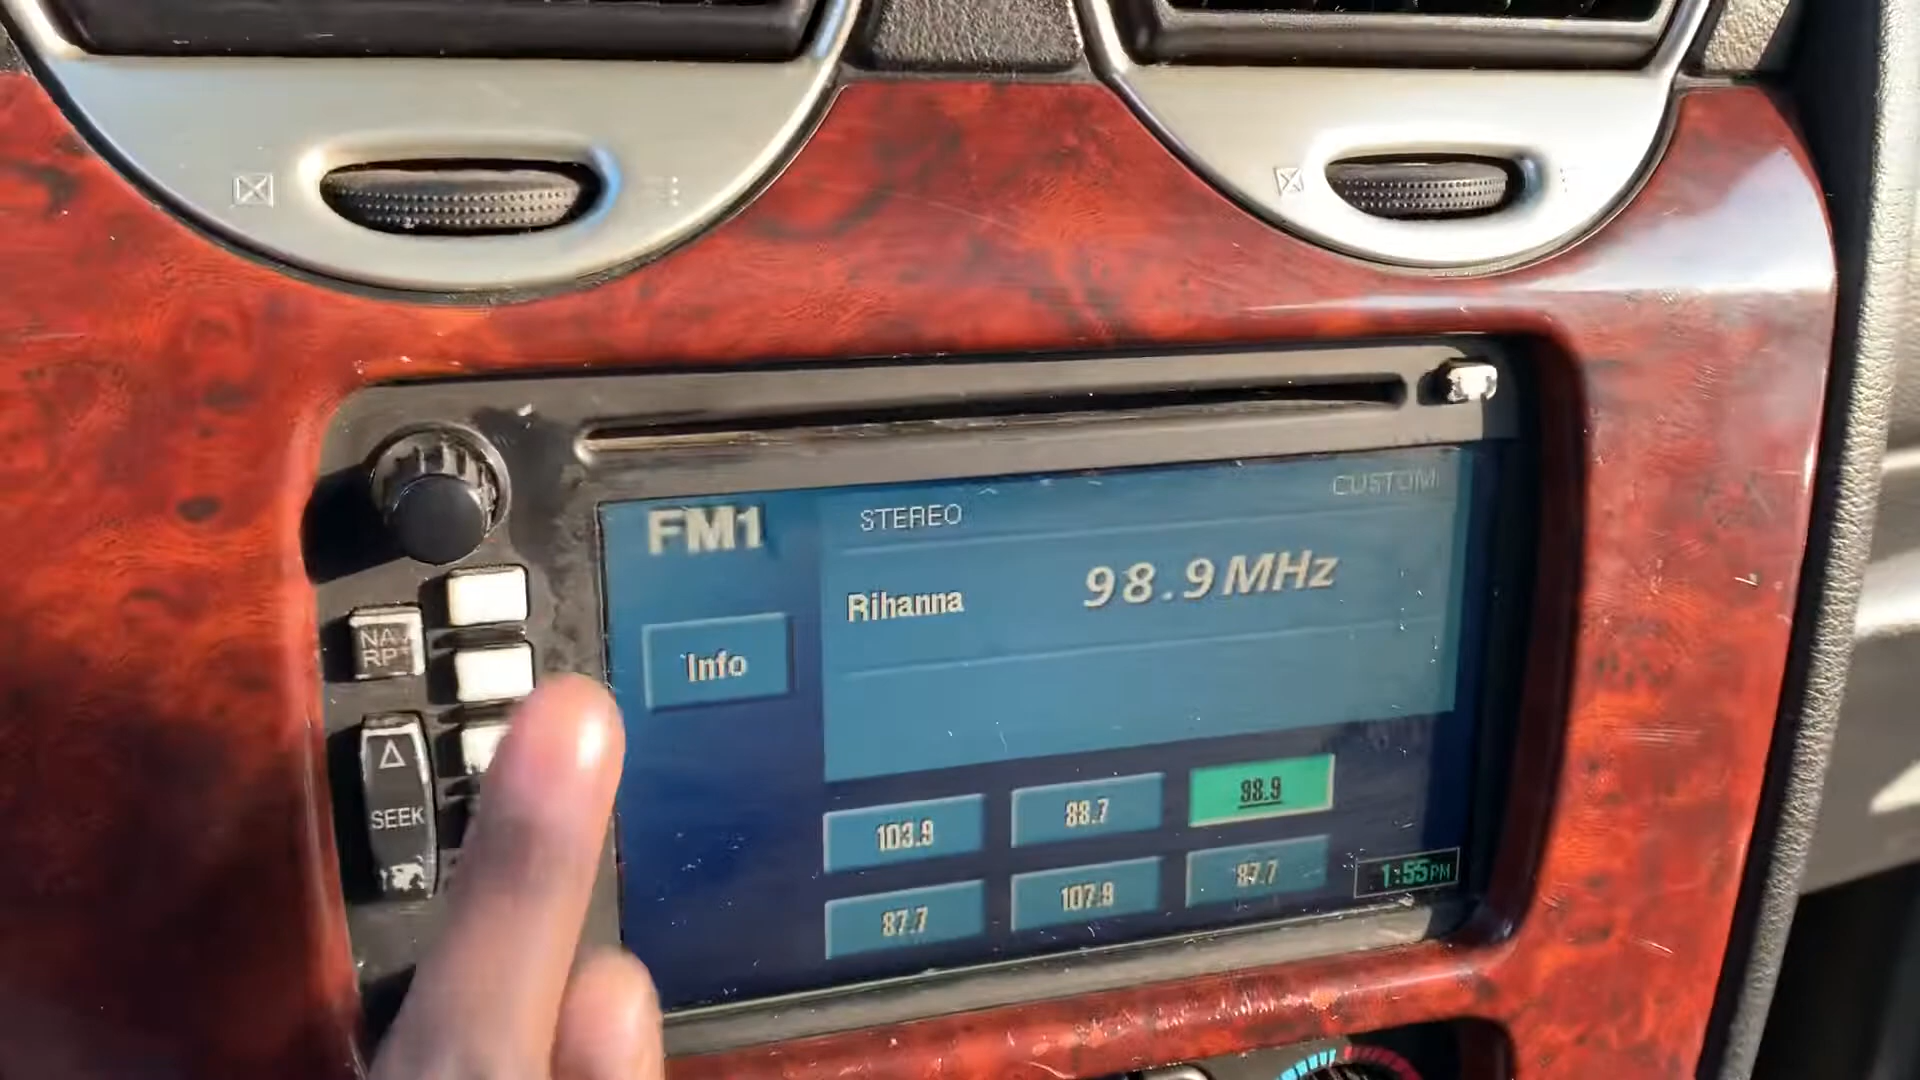 CUSTOM
FM1
STEREO
98.9 MHz
Rihanna
Info
NAV
SEEK
103.9
88.7
98.9
87.7
107.9
87.7
1:55PM